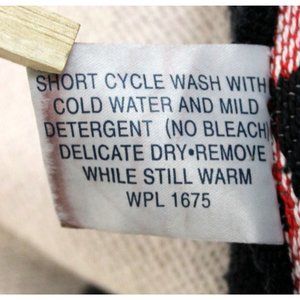 SHORT CYCLE WASH WITH
COLD WATER AND MILD
DETERGENT (NO BLEACH)
DELICATE DRY•REMOVE
WHILE STILL WARM
WPL 1675